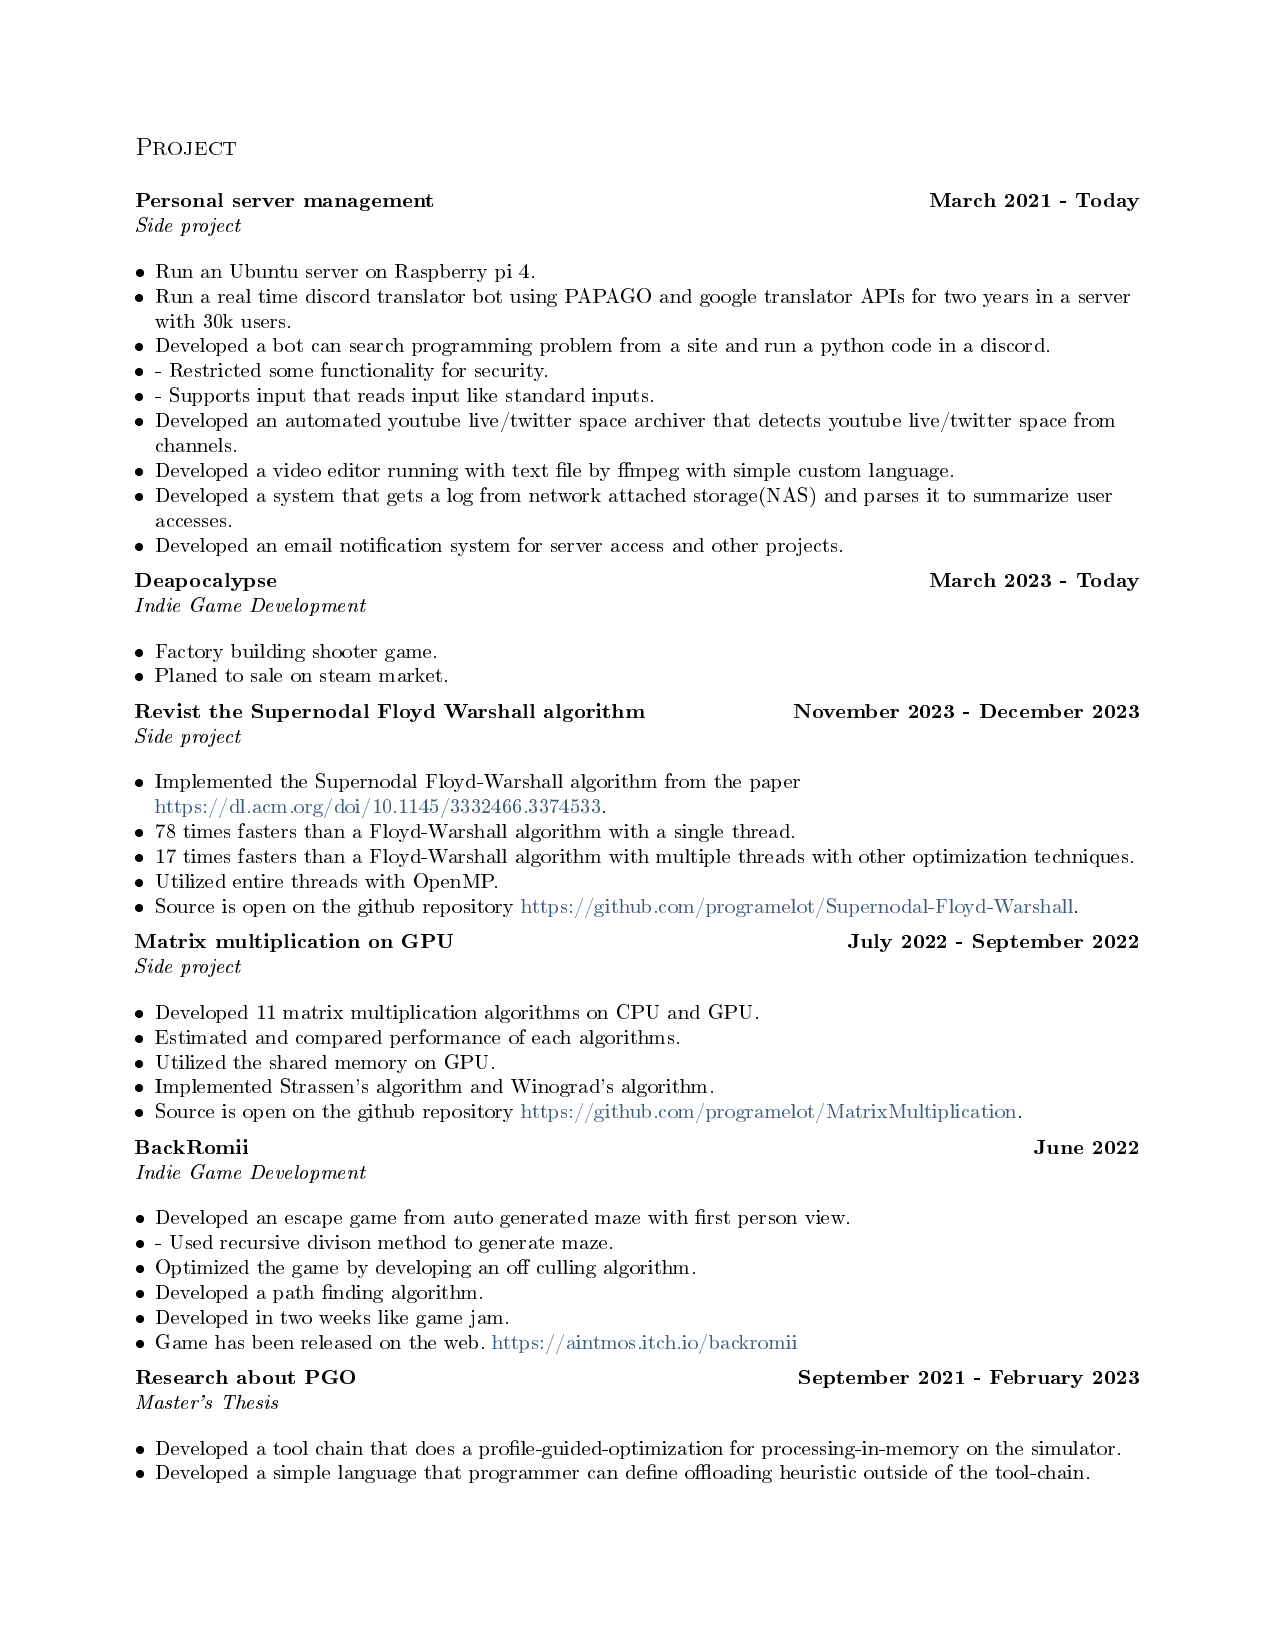 Project
Personal server management March 2021 - Today
Side project
● Run an Ubuntu server on Raspberry pi 4.
● Run a real time discord translator bot using PAPAGO and google translator APIs for two years in a server
with 30k users.
● Developed a bot can search programming problem from a site and run a python code in a discord.
● - Restricted some functionality for security.
● - Supports input that reads input like standard inputs.
● Developed an automated youtube live/twitter space archiver that detects youtube live/twitter space from
channels.
● Developed a video editor running with text file by ffmpeg with simple custom language.
● Developed a system that gets a log from network attached storage(NAS) and parses it to summarize user
accesses.
● Developed an email notification system for server access and other projects.
Deapocalypse March 2023 - Today
Indie Game Development
● Factory building shooter game.
● Planed to sale on steam market.
Revist the Supernodal Floyd Warshall algorithm November 2023 - December 2023
Side project
● Implemented the Supernodal Floyd-Warshall algorithm from the paper
https://dl.acm.org/doi/10.1145/3332466.3374533.
● 78 times fasters than a Floyd-Warshall algorithm with a single thread.
● 17 times fasters than a Floyd-Warshall algorithm with multiple threads with other optimization techniques.
● Utilized entire threads with OpenMP.
● Source is open on the github repository https://github.com/programelot/Supernodal-Floyd-Warshall.
Matrix multiplication on GPU July 2022 - September 2022
Side project
● Developed 11 matrix multiplication algorithms on CPU and GPU.
● Estimated and compared performance of each algorithms.
● Utilized the shared memory on GPU.
● Implemented Strassen's algorithm and Winograd's algorithm.
● Source is open on the github repository https://github.com/programelot/MatrixMultiplication.
BackRomii June 2022
Indie Game Development
● Developed an escape game from auto generated maze with first person view.
● - Used recursive divison method to generate maze.
● Optimized the game by developing an off culling algorithm.
● Developed a path finding algorithm.
● Developed in two weeks like game jam.
● Game has been released on the web. https://aintmos.itch.io/backromii
Research about PGO September 2021 - February 2023
Master's Thesis
● Developed a tool chain that does a profile-guided-optimization for processing-in-memory on the simulator.
● Developed a simple language that programmer can define offloading heuristic outside of the tool-chain.